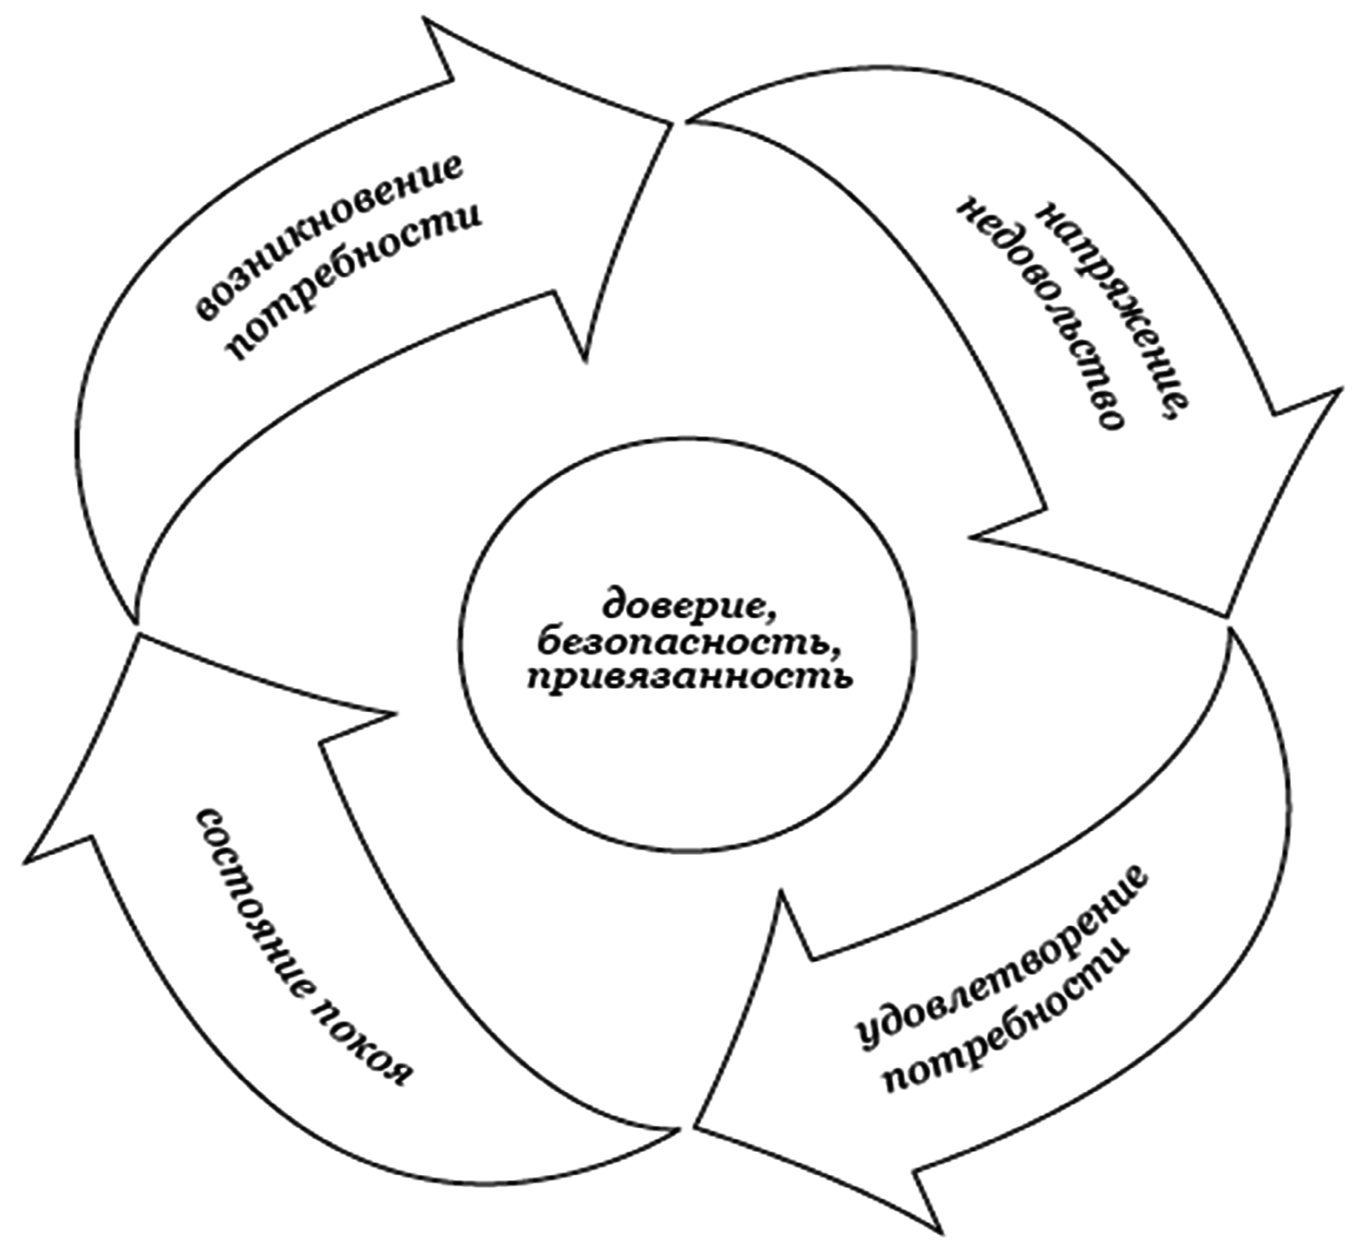 возникновение
потребности
напряжение,
недовольство
доверие,
безопасность,
привязанность
удовлетворение
потребности
состояние покоя